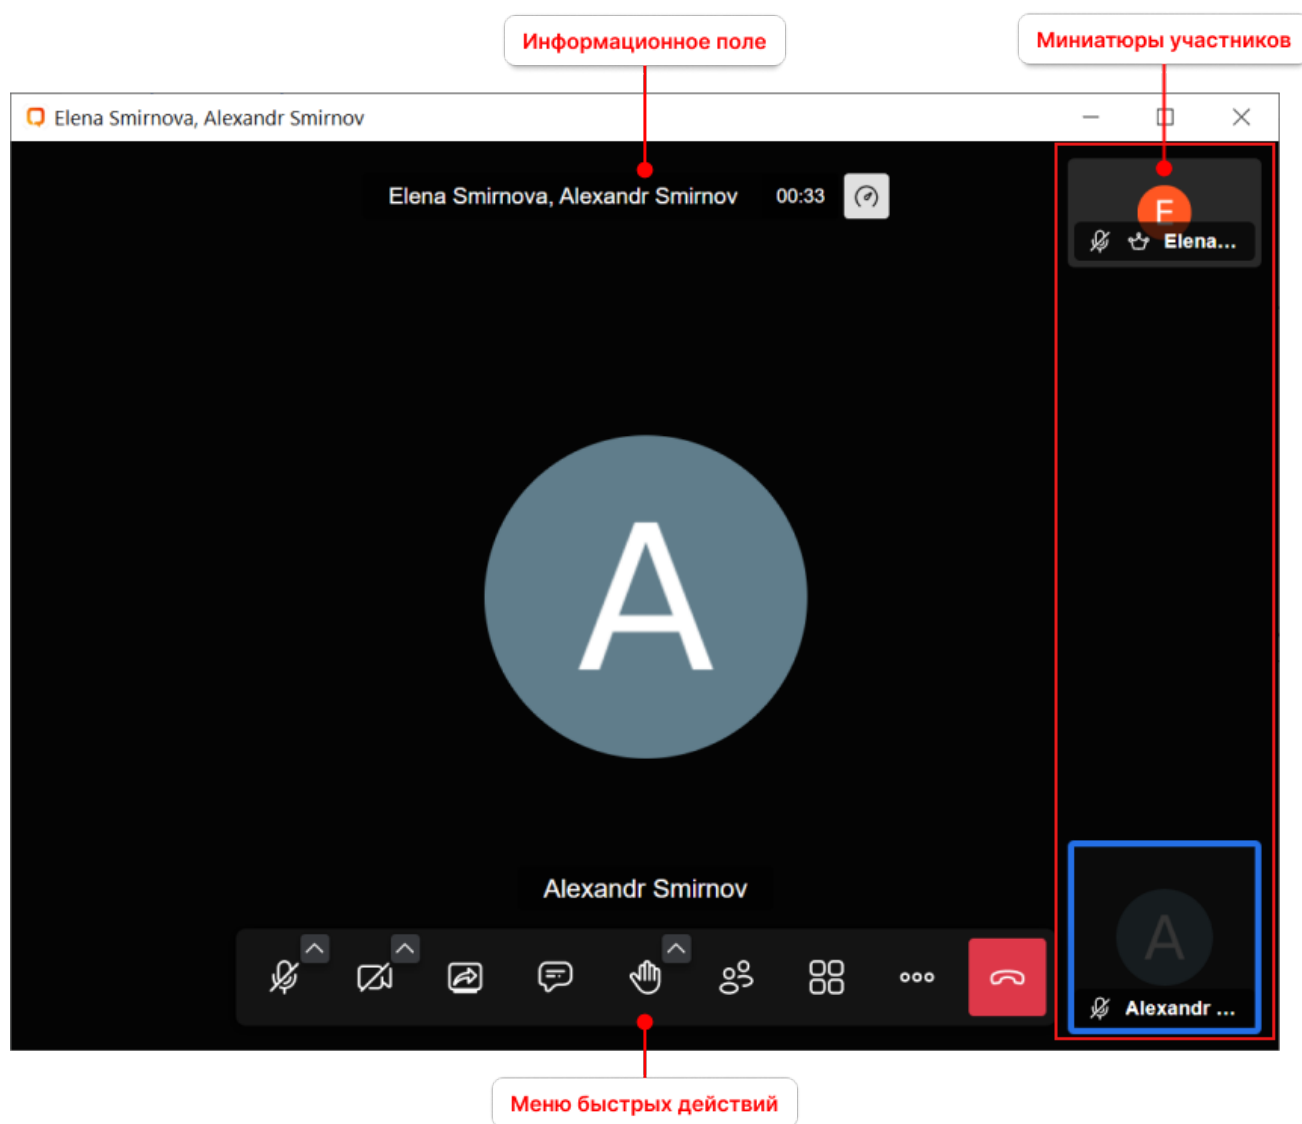 Информационное поле
Миниатюры участников
Elena Smirnova, Alexandr Smirnov
Elena Smirnova, Alexandr Smirnov 00:33
E
Elena...
A
Alexandr Smirnov
A
Alexandr ...
Меню быстрых действий